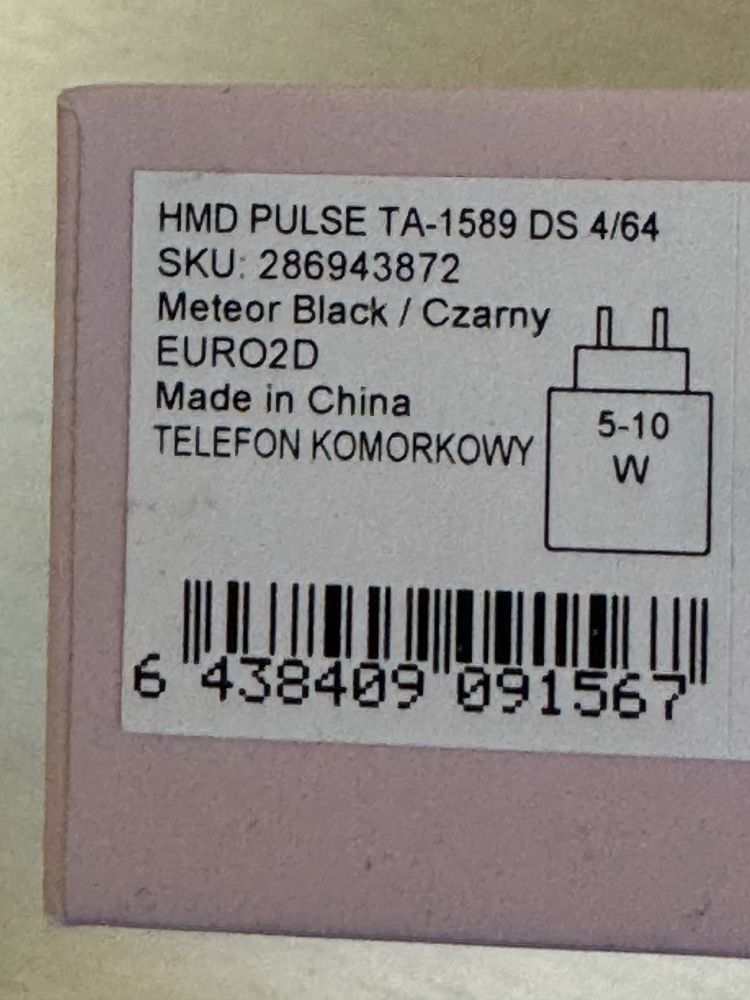 HMD PULSE TA-1589 DS 4/64
SKU: 286943872
Meteor Black / Czarny
EURO2D
Made in China
TELEFON KOMORKOWY
5-10
W
6 438409 091567